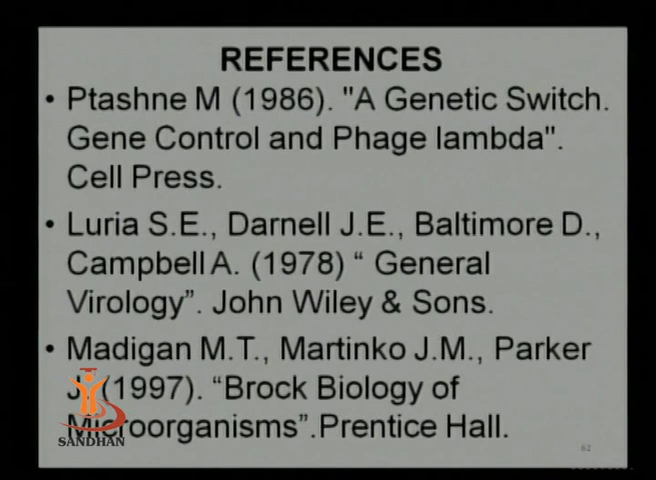 REFERENCES
• Ptashne M (1986). "A Genetic Switch.
Gene Control and Phage lambda".
Cell Press.
• Luria S.E., Darnell J.E., Baltimore D.,
Campbell A. (1978) “ General
Virology”. John Wiley & Sons.
• Madigan M.T., Martinko J.M., Parker
J. (1997). “Brock Biology of
Microorganisms”.Prentice Hall.
SANDHAN
62